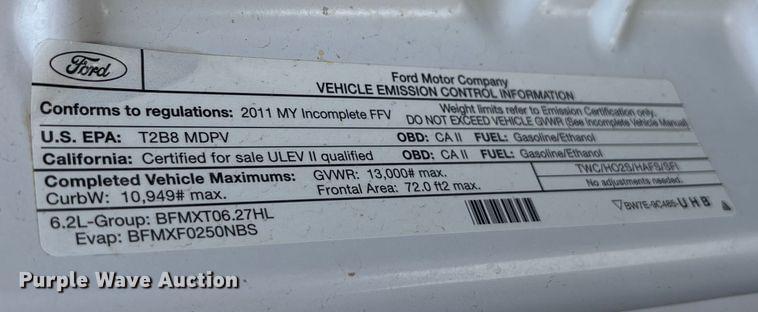 Ford
Ford Motor Company
VEHICLE EMISSION CONTROL INFORMATION
Conforms to regulations: 2011 MY Incomplete FFV
Weight limits refer to Emission Certification only.
DO NOT EXCEED VEHICLE GVWR (See Incomplete Vehicle Manual)
U.S. EPA: T2B8 MDPV OBD: CA II FUEL: Gasoline/Ethanol
California: Certified for sale ULEV II qualified OBD: CA II FUEL: Gasoline/Ethanol
Completed Vehicle Maximums: GVWR: 13,000# max.
CurbW: 10,949# max. Frontal Area: 72.0 ft2 max.
TWC/HO2S/HAFS/SFI
No adjustments needed.
6.2L-Group: BFMXT06.27HL
Evap: BFMXF0250NBS
BW7E-9C485-UHB
Purple Wave Auction